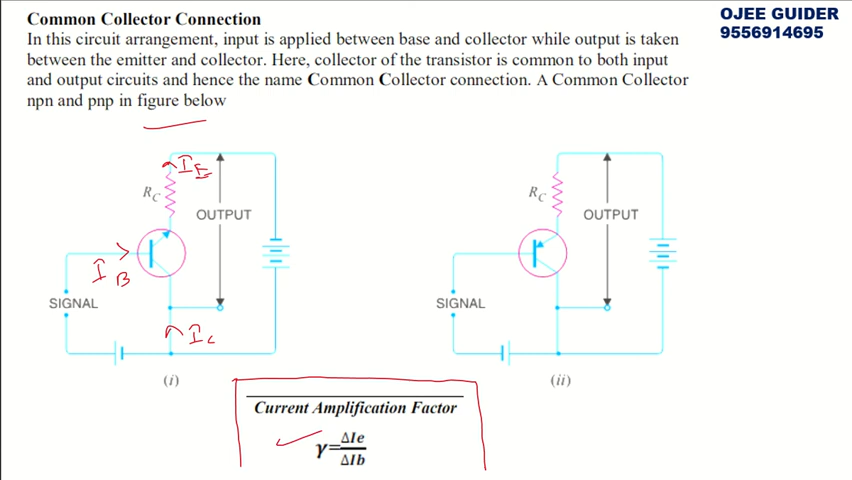 Common Collector Connection
OJEE GUIDER
9556914695
In this circuit arrangement, input is applied between base and collector while output is taken
between the emitter and collector. Here, collector of the transistor is common to both input
and output circuits and hence the name Common Collector connection. A Common Collector
npn and pnp in figure below
IE
RC
OUTPUT
IB
SIGNAL
IC
(i)
RC
OUTPUT
SIGNAL
(ii)
Current Amplification Factor
γ=ΔIe
ΔIb